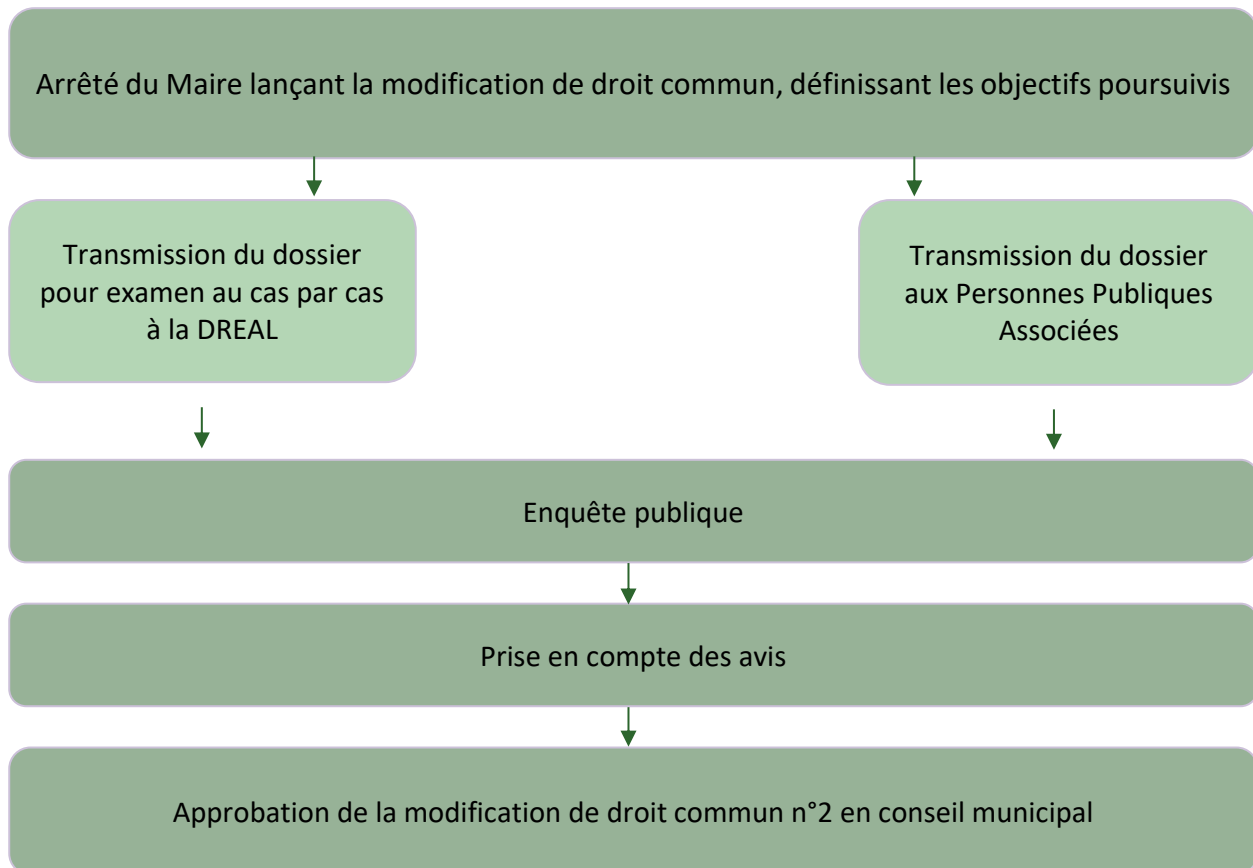 Arrêté du Maire lançant la modification de droit commun, définissant les objectifs poursuivis
Transmission du dossier
pour examen au cas par cas
à la DREAL
Transmission du dossier
aux Personnes Publiques
Associées
Enquête publique
Prise en compte des avis
Approbation de la modification de droit commun n°2 en conseil municipal